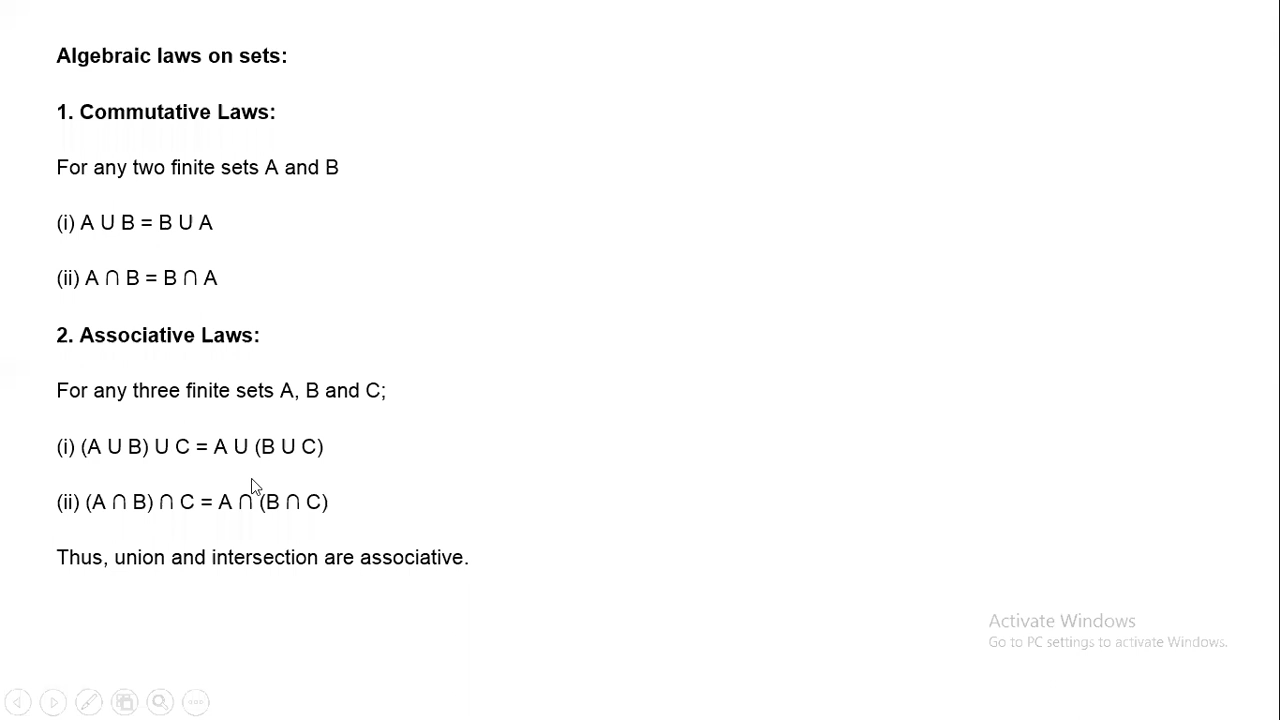 Algebraic laws on sets:
1. Commutative Laws:
For any two finite sets A and B
(i) A U B = B U A
(ii) A ∩ B = B ∩ A
2. Associative Laws:
For any three finite sets A, B and C;
(i) (A U B) U C = A U (B U C)
(ii) (A ∩ B) ∩ C = A ∩ (B ∩ C)
Thus, union and intersection are associative.
Activate Windows
Go to PC settings to activate Windows.